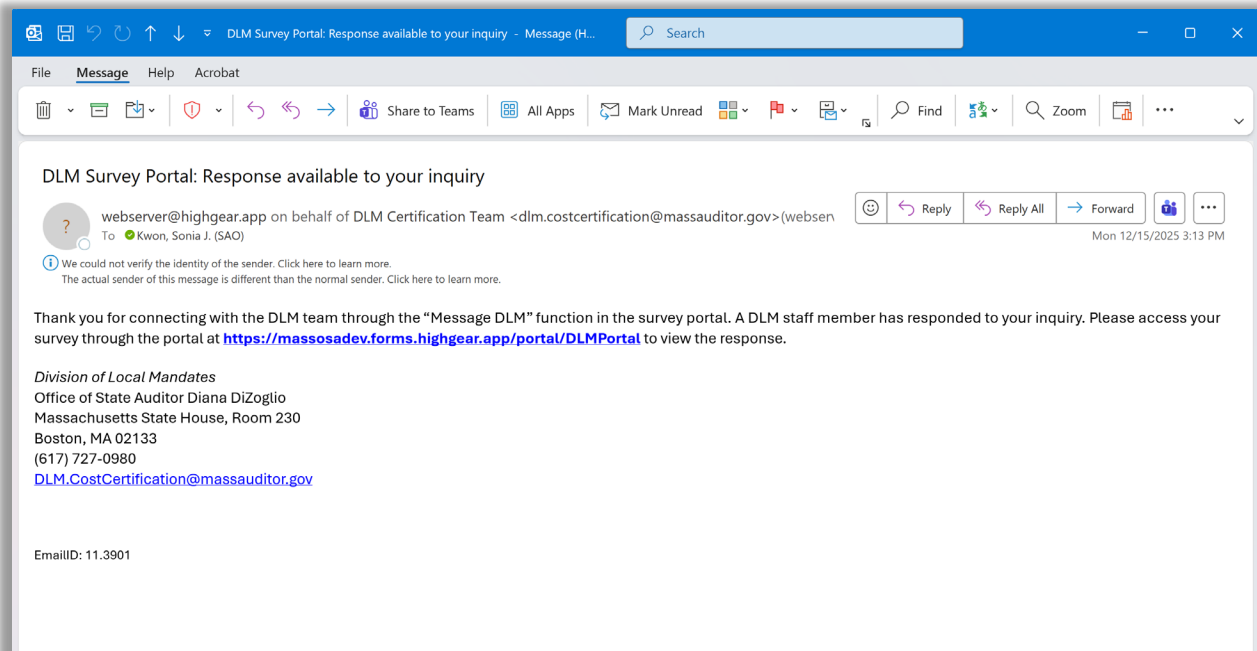 DLM Survey Portal: Response available to your inquiry - Message (H...
Search
File Message Help Acrobat
Share to Teams All Apps Mark Unread Find Zoom
DLM Survey Portal: Response available to your inquiry
?
webserver@highgear.app on behalf of DLM Certification Team <dlm.costcertification@massauditor.gov>(webserv
Reply Reply All Forward
To Kwon, Sonia J. (SAO)
Mon 12/15/2025 3:13 PM
We could not verify the identity of the sender. Click here to learn more.
The actual sender of this message is different than the normal sender. Click here to learn more.
Thank you for connecting with the DLM team through the “Message DLM” function in the survey portal. A DLM staff member has responded to your inquiry. Please access your
survey through the portal at https://massosadev.forms.highgear.app/portal/DLMPortal to view the response.
Division of Local Mandates
Office of State Auditor Diana DiZoglio
Massachusetts State House, Room 230
Boston, MA 02133
(617) 727-0980
DLM.CostCertification@massauditor.gov
EmailID: 11.3901